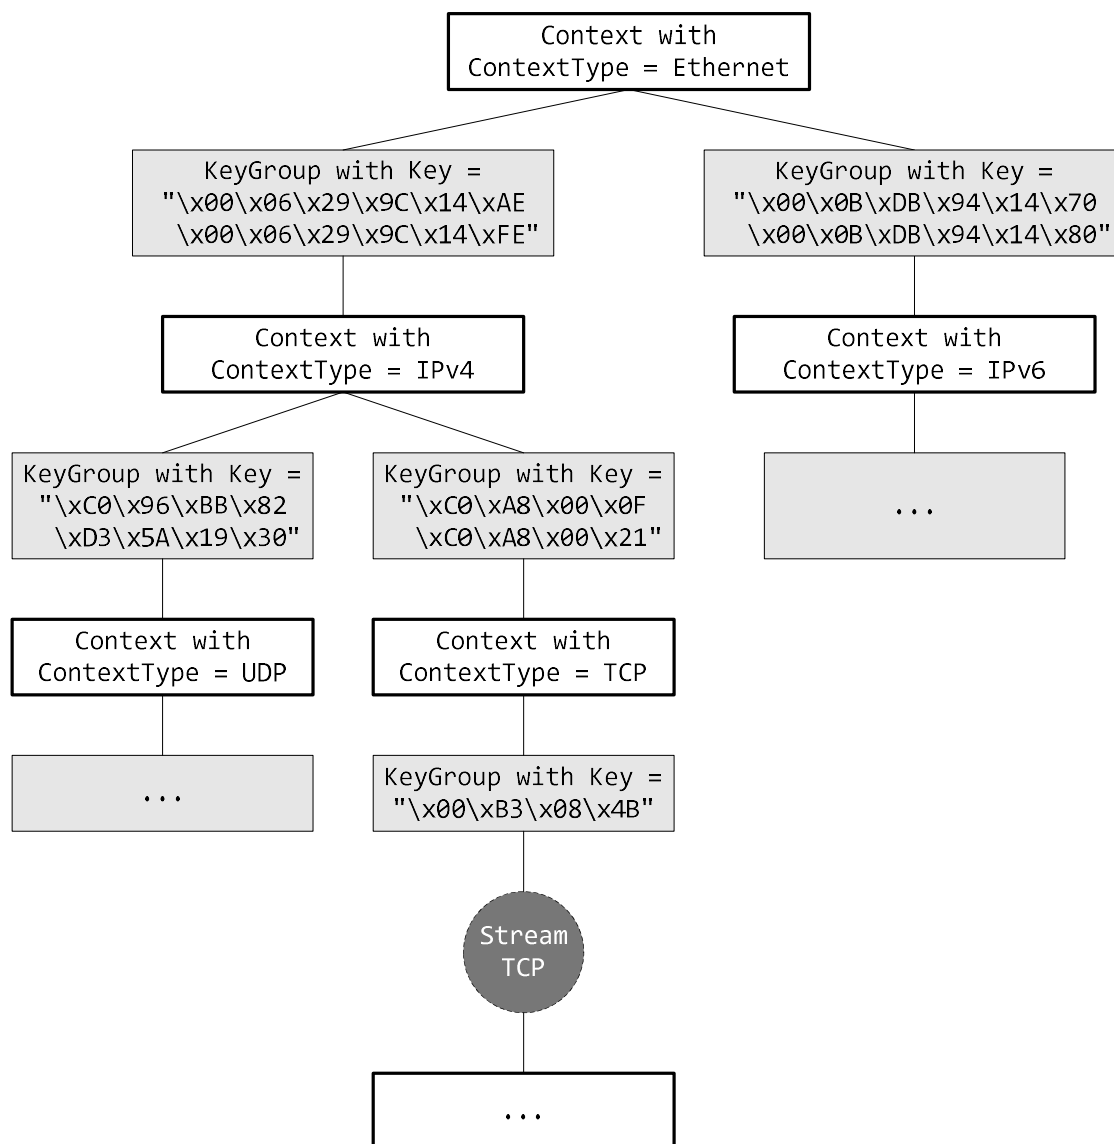 Context with
ContextType = Ethernet
KeyGroup with Key =
"\x00\x06\x29\x9C\x14\xAE
\x00\x06\x29\x9C\x14\xFE"
KeyGroup with Key =
"\x00\x0B\xDB\x94\x14\x70
\x00\x0B\xDB\x94\x14\x80"
Context with
ContextType = IPv4
Context with
ContextType = IPv6
KeyGroup with Key =
"\xC0\x96\xBB\x82
\xD3\x5A\x19\x30"
KeyGroup with Key =
"\xC0\xA8\x00\x0F
\xC0\xA8\x00\x21"
...
Context with
ContextType = UDP
Context with
ContextType = TCP
...
KeyGroup with Key =
"\x00\xB3\x08\x4B"
Stream
TCP
...